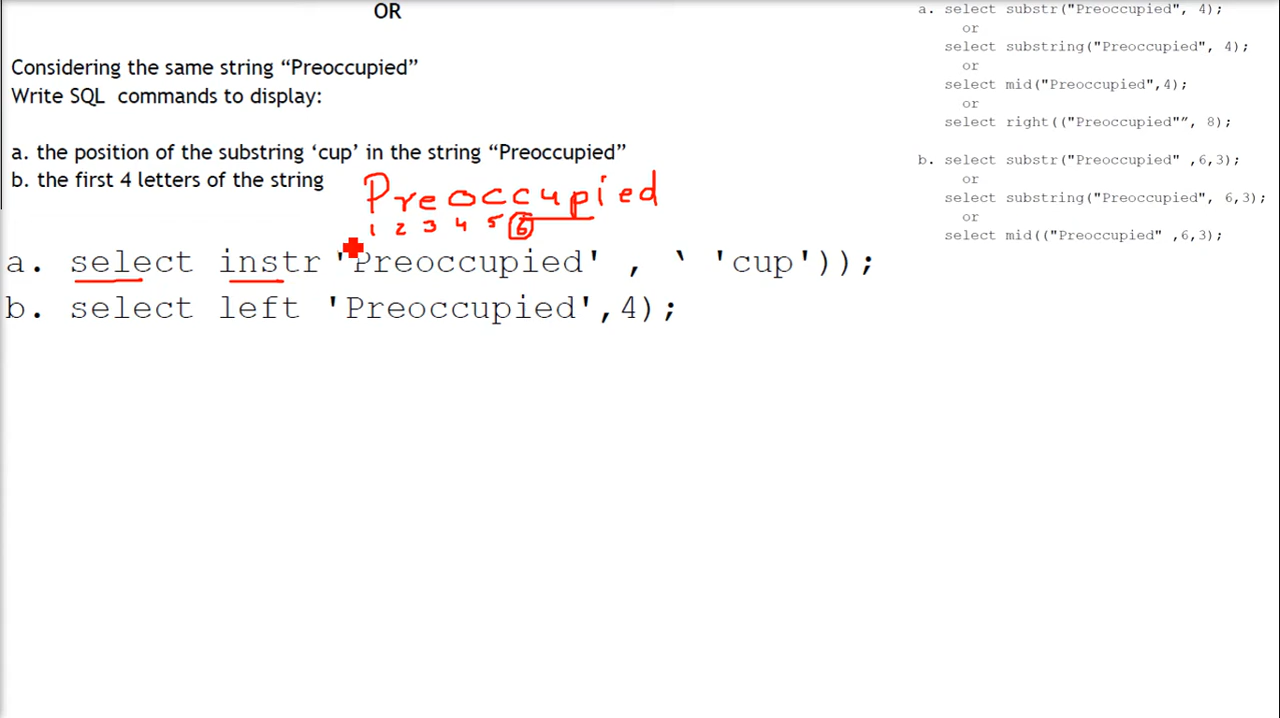 OR
Considering the same string “Preoccupied”
Write SQL commands to display:
a. the position of the substring ‘cup’ in the string “Preoccupied”
b. the first 4 letters of the string
Preoccupied
1 2 3 4 5 6
a. select instr 'Preoccupied' , ‘ 'cup'));
b. select left 'Preoccupied',4);
a. select substr("Preoccupied", 4);
or
select substring("Preoccupied", 4);
or
select mid("Preoccupied",4);
or
select right(("Preoccupied"”, 8);
b. select substr("Preoccupied" ,6,3);
or
select substring("Preoccupied", 6,3);
or
select mid(("Preoccupied" ,6,3);